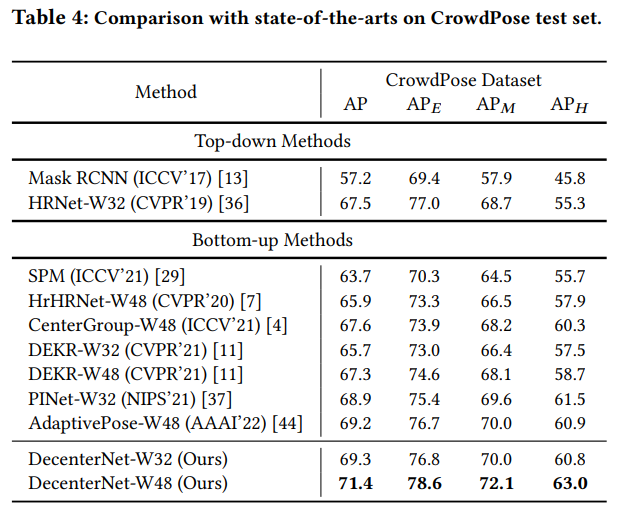 Table 4: Comparison with state-of-the-arts on CrowdPose test set.
Method CrowdPose Dataset
AP AP_E AP_M AP_H
Top-down Methods
Mask RCNN (ICCV'17) [13] 57.2 69.4 57.9 45.8
HRNet-W32 (CVPR'19) [36] 67.5 77.0 68.7 55.3
Bottom-up Methods
SPM (ICCV'21) [29] 63.7 70.3 64.5 55.7
HrHRNet-W48 (CVPR'20) [7] 65.9 73.3 66.5 57.9
CenterGroup-W48 (ICCV'21) [4] 67.6 73.9 68.2 60.3
DEKR-W32 (CVPR'21) [11] 65.7 73.0 66.4 57.5
DEKR-W48 (CVPR'21) [11] 67.3 74.6 68.1 58.7
PINet-W32 (NIPS'21) [37] 68.9 75.4 69.6 61.5
AdaptivePose-W48 (AAAI'22) [44] 69.2 76.7 70.0 60.9
DecenterNet-W32 (Ours) 69.3 76.8 70.0 60.8
DecenterNet-W48 (Ours) 71.4 78.6 72.1 63.0